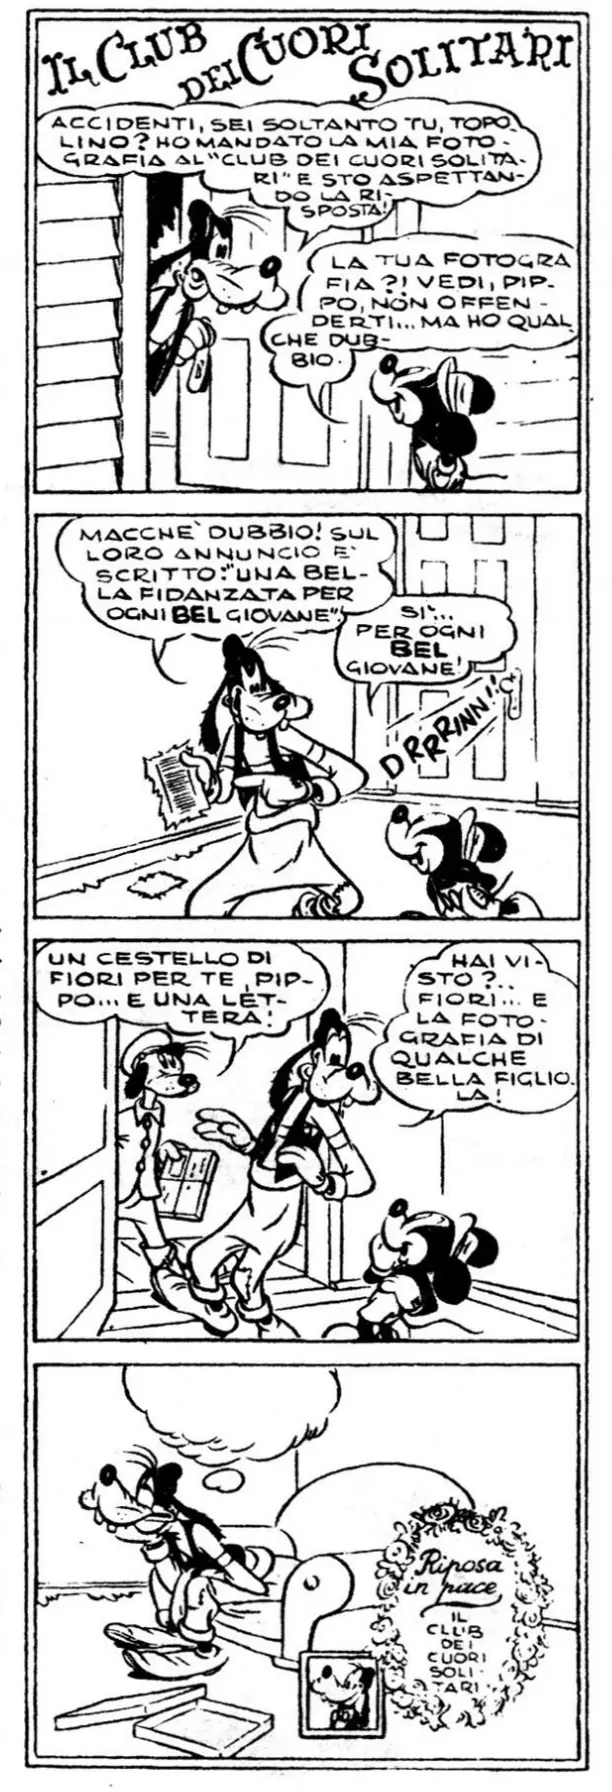 IL CLUB
DEI CUORI
SOLITARI
ACCIDENTI, SEI SOLTANTO TU, TOPO
LINO? HO MANDATO LA MIA FOTO-
GRAFIA AL "CLUB DEI CUORI SOLITA-
RI" E STO ASPETTAN-
DO LA RI-
SPOSTA!
LA TUA FOTOGRA
FIA?! VEDI, PIP-
PO, NON OFFEN-
DERTI... MA HO QUAL
CHE DUB-
BIO.
MACCHE' DUBBIO! SUL
LORO ANNUNCIO E'
SCRITTO: "UNA BEL-
LA FIDANZATA PER
OGNI BEL GIOVANE"!
SI'...
PER OGNI
BEL
GIOVANE!
DRRRINN!!
UN CESTELLO DI
FIORI PER TE, PIP-
PO... E UNA LET-
TERA!
HAI VI-
STO?..
FIORI... E
LA FOTO-
GRAFIA DI
QUALCHE
BELLA FIGLIO
LA!
Riposa
in pace
IL
CLUB
DEI
CUORI
SOLI-
TARI